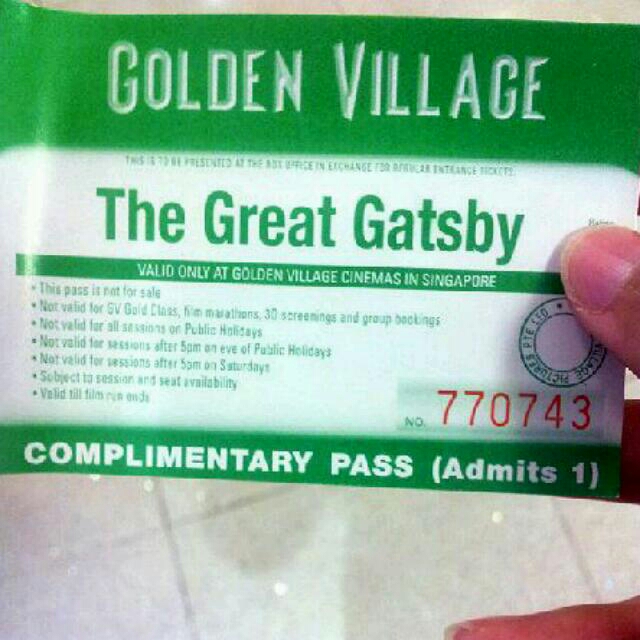 GOLDEN VILLAGE
THIS IS TO BE PRESENTED AT THE BOX OFFICE IN EXCHANGE FOR REGULAR ENTRANCE TICKETS.
The Great Gatsby
VALID ONLY AT GOLDEN VILLAGE CINEMAS IN SINGAPORE
• This pass is not for sale
• Not valid for GV Gold Class, film marathons, 3D screenings and group bookings
• Not valid for all sessions on Public Holidays
• Not valid for sessions after 5pm on eve of Public Holidays
• Not valid for sessions after 5pm on Saturdays
• Subject to session and seat availability
• Valid till film run ends
VILLAGE PICTURES PTE LTD
NO. 770743
COMPLIMENTARY PASS (Admits 1)